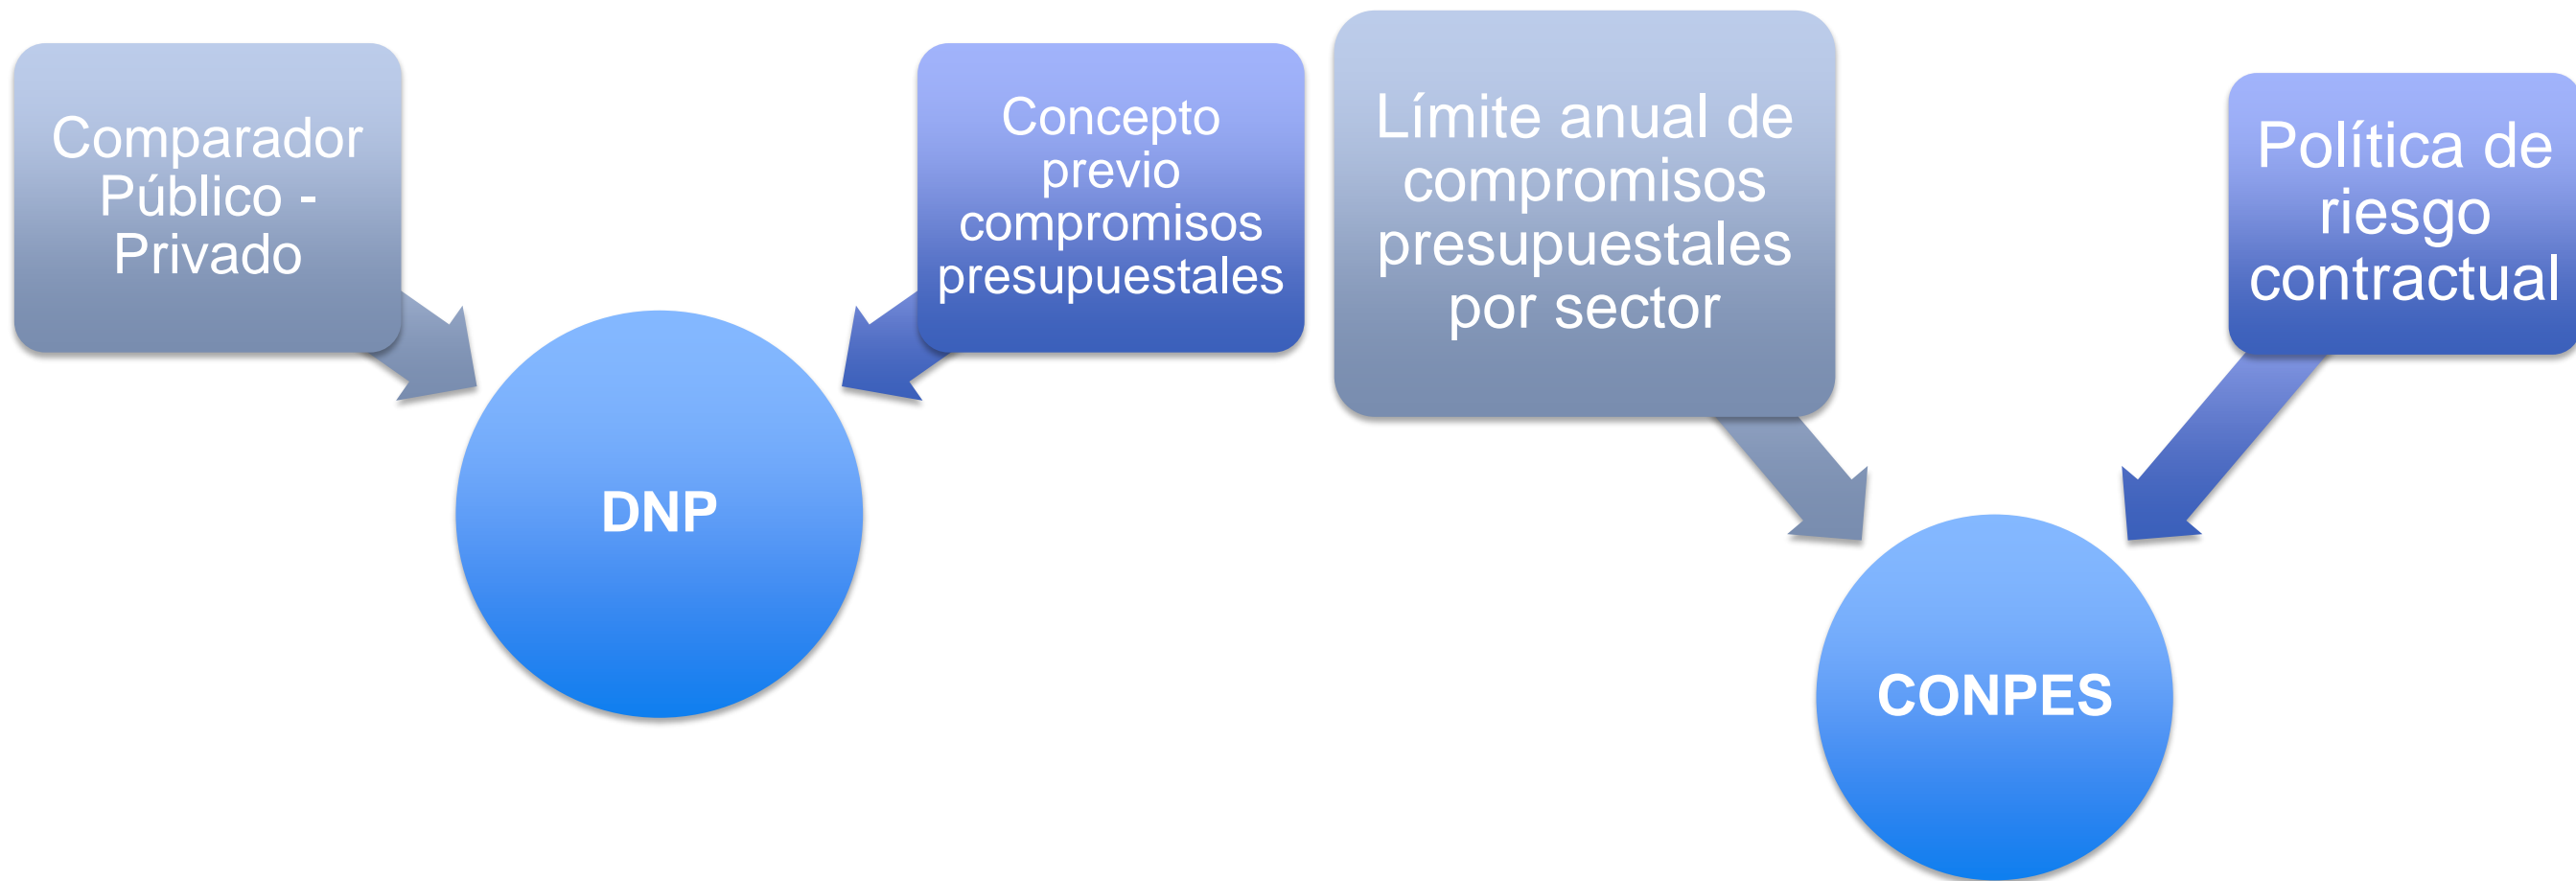 Comparador
Público -
Privado
Concepto
previo
compromisos
presupuestales
DNP
Límite anual de
compromisos
presupuestales
por sector
Política de
riesgo
contractual
CONPES